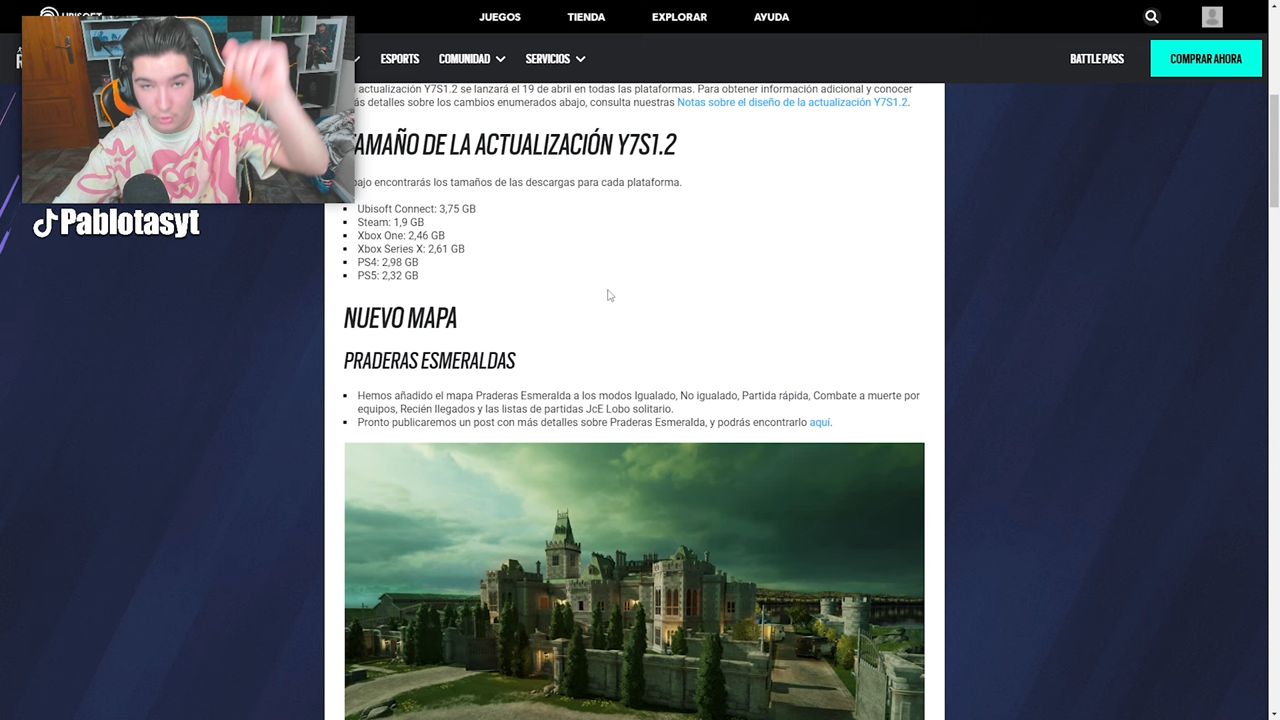 UBISOFT
JUEGOS
TIENDA
EXPLORAR
AYUDA
ESPORTS
COMUNIDAD
SERVICIOS
BATTLE PASS
COMPRAR AHORA
actualización Y7S1.2 se lanzará el 19 de abril en todas las plataformas. Para obtener información adicional y conocer
detalles sobre los cambios enumerados abajo, consulta nuestras Notas sobre el diseño de la actualización Y7S1.2.
TAMAÑO DE LA ACTUALIZACIÓN Y7S1.2
encontrarás los tamaños de las descargas para cada plataforma.
Pablotasyt
Ubisoft Connect: 3,75 GB
Steam: 1,9 GB
Xbox One: 2,46 GB
Xbox Series X: 2,61 GB
PS4: 2,98 GB
PS5: 2,32 GB
NUEVO MAPA
PRADERAS ESMERALDAS
Hemos añadido el mapa Praderas Esmeralda a los modos Igualado, No igualado, Partida rápida, Combate a muerte por
equipos, Recién llegados y las listas de partidas JcE Lobo solitario.
Pronto publicaremos un post con más detalles sobre Praderas Esmeralda, y podrás encontrarlo aquí.